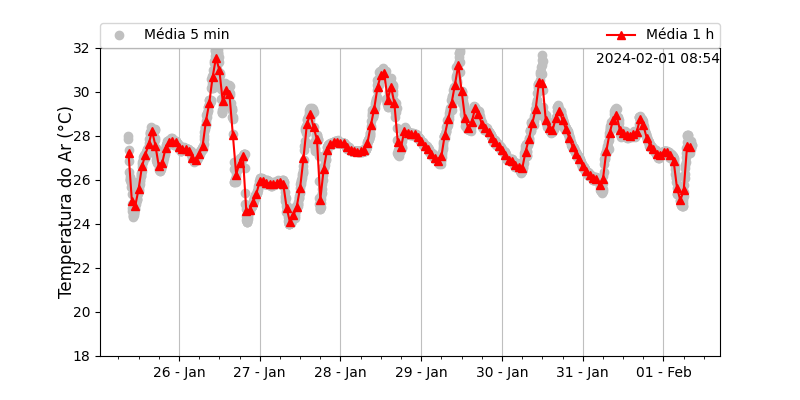 Média 5 min
Média 1 h
2024-02-01 08:54
Temperatura do Ar (°C)
32
30
28
26
24
22
20
18
26 - Jan
27 - Jan
28 - Jan
29 - Jan
30 - Jan
31 - Jan
01 - Feb